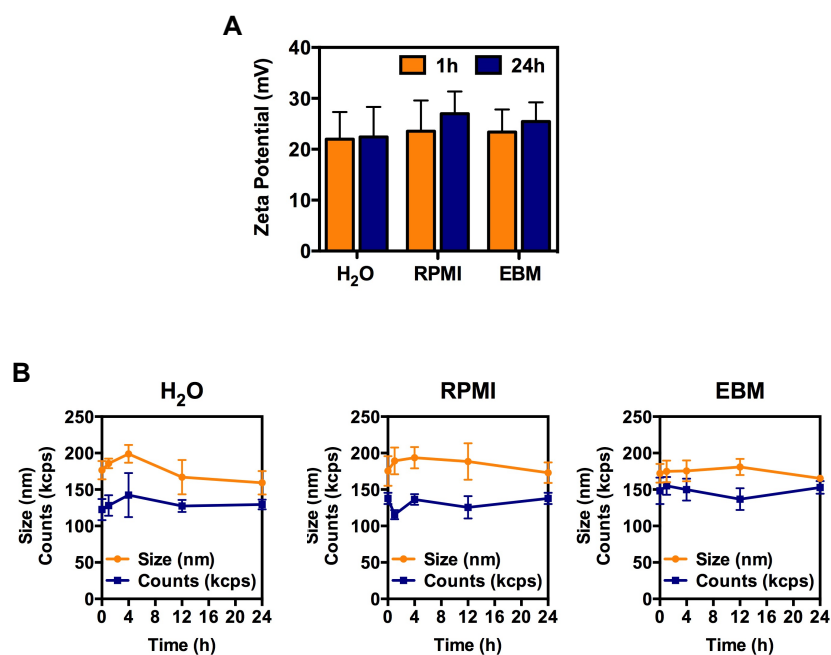 A
40
30
20
10
0
Zeta Potential (mV)
1h 24h
H₂O RPMI EBM
B
H₂O RPMI EBM
250 250 250
200 200 200
150 150 150
100 100 100
50 50 50
0 0 0
Size (nm) Size (nm) Size (nm)
Counts (kcps) Counts (kcps) Counts (kcps)
Size (nm) Size (nm) Size (nm)
Counts (kcps) Counts (kcps) Counts (kcps)
0 4 8 12 16 20 24 0 4 8 12 16 20 24 0 4 8 12 16 20 24
Time (h) Time (h) Time (h)